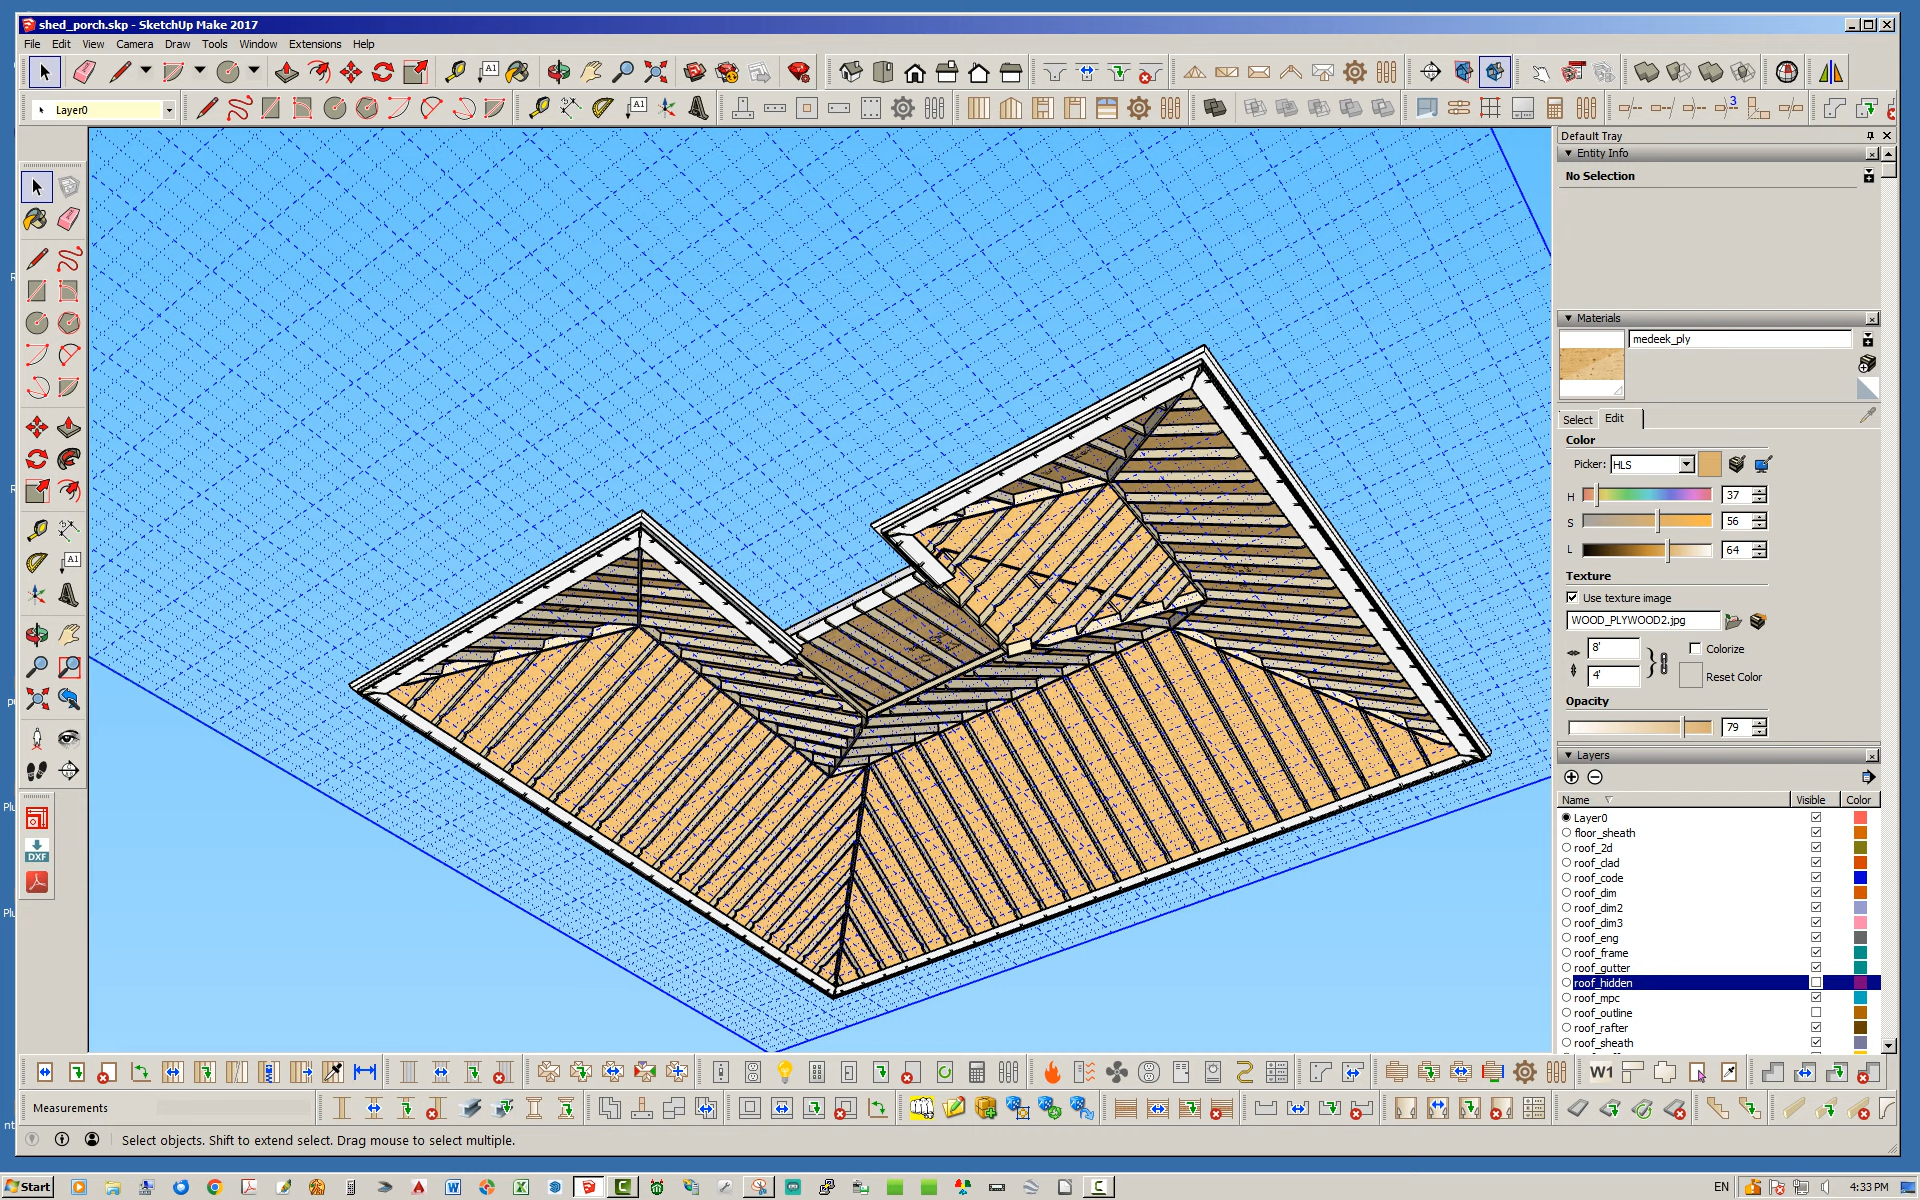 shed_porch.skp - SketchUp Make 2017
File Edit View Camera Draw Tools Window Extensions Help
A1
Layer0
A1
3
Default Tray
Entity Info
No Selection
Materials
medeek_ply
Select Edit
Color
Picker: HLS
H 37
S 56
L 64
Texture
Use texture image
WOOD_PLYWOOD2.jpg
8'
Colorize
4'
Reset Color
Opacity
79
Layers
Name Visible Color
Layer0
floor_sheath
roof_2d
roof_clad
roof_code
roof_dim
roof_dim2
roof_dim3
roof_eng
roof_frame
roof_gutter
roof_hidden
roof_mpc
roof_outline
roof_rafter
roof_sheath
A1
DXF
W1
Measurements
Select objects. Shift to extend select. Drag mouse to select multiple.
Start
EN
4:33 PM